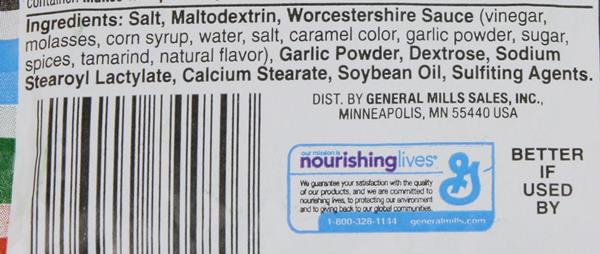 container. Makes
Ingredients: Salt, Maltodextrin, Worcestershire Sauce (vinegar,
molasses, corn syrup, water, salt, caramel color, garlic powder, sugar,
spices, tamarind, natural flavor), Garlic Powder, Dextrose, Sodium
Stearoyl Lactylate, Calcium Stearate, Soybean Oil, Sulfiting Agents.
DIST. BY GENERAL MILLS SALES, INC.,
MINNEAPOLIS, MN 55440 USA
our mission is
nourishinglives®
We guarantee your satisfaction with the quality
of our products, and we are committed to
nourishing lives, to protecting our environment
and to giving back to our global communities.
1-800-328-1144 generalmills.com
G
BETTER
IF
USED
BY